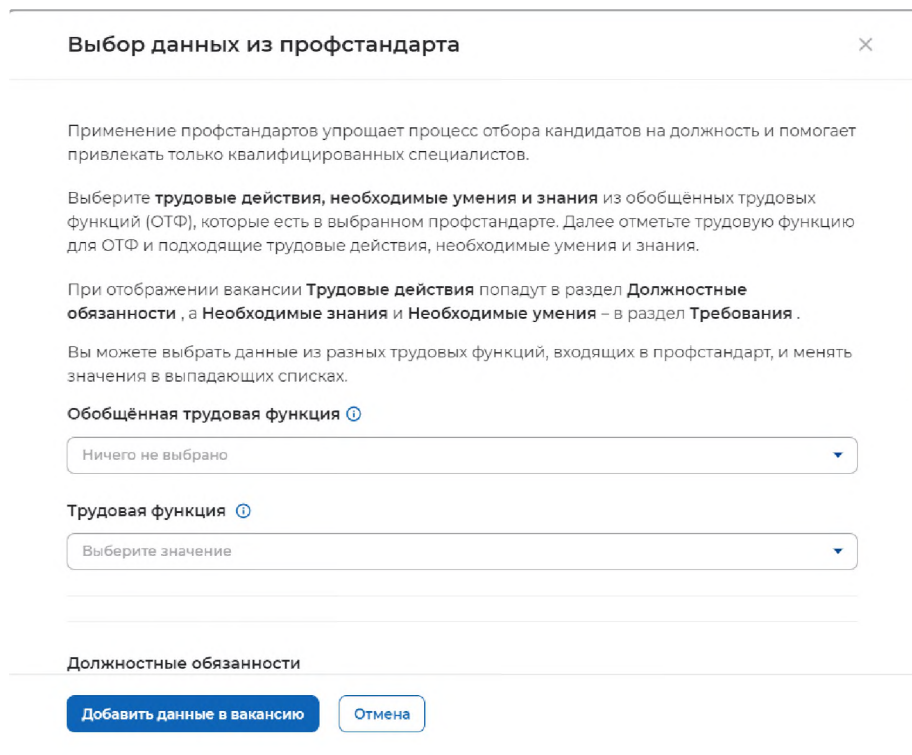 Выбор данных из профстандарта
Применение профстандартов упрощает процесс отбора кандидатов на должность и помогает
привлекать только квалифицированных специалистов.
Выберите трудовые действия, необходимые умения и знания из обобщённых трудовых
функций (ОТФ), которые есть в выбранном профстандарте. Далее отметьте трудовую функцию
для ОТФ и подходящие трудовые действия, необходимые умения и знания.
При отображении вакансии Трудовые действия попадут в раздел Должностные
обязанности , а Необходимые знания и Необходимые умения – в раздел Требования .
Вы можете выбрать данные из разных трудовых функций, входящих в профстандарт, и менять
значения в выпадающих списках.
Обобщённая трудовая функция
Ничего не выбрано
Трудовая функция
Выберите значение
Должностные обязанности
Добавить данные в вакансию Отмена